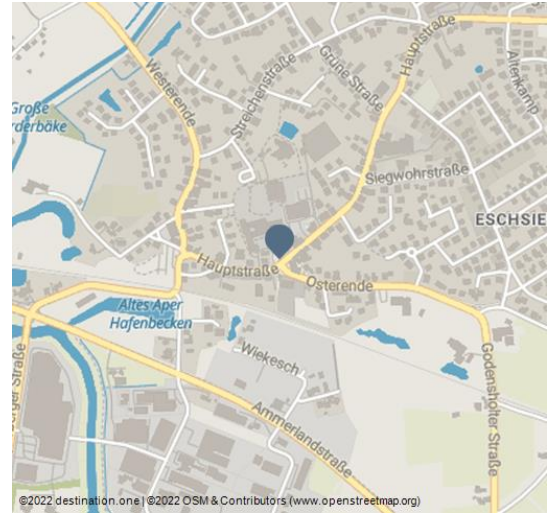 Westerende
Streichenstraße
Grüne Straße
Hauptstraße
Altenkamp
Große
rderbäke
Siegwohrstraße
ESCHSIE
Hauptstraße
Osterende
Altes Aper
Hafenbecken
Wiekesch
Godensholter Straße
erger Straße
Ammerlandstraße
©2022 destination.one | ©2022 OSM & Contributors (www.openstreetmap.org)